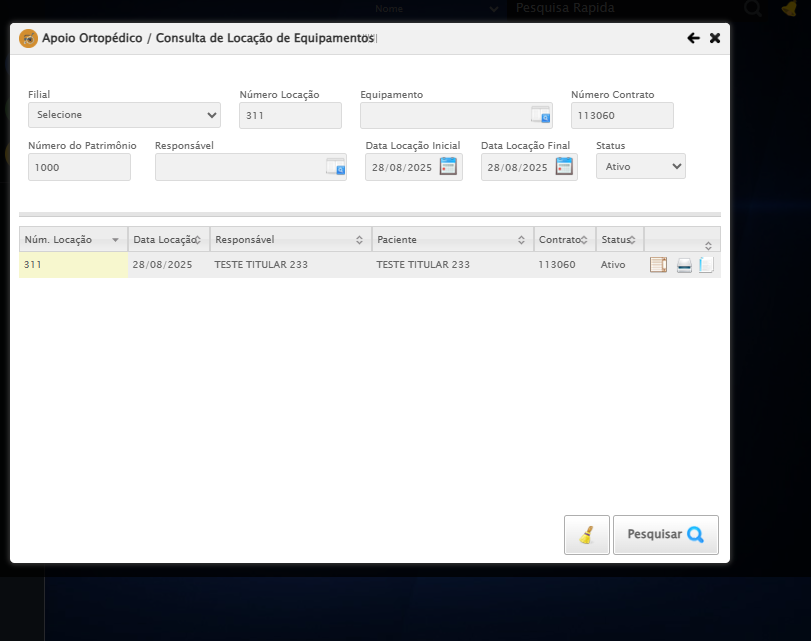 Nome
Pesquisa Rapida
Apoio Ortopédico / Consulta de Locação de Equipamentos
Filial
Número Locação
Equipamento
Número Contrato
Selecione
311
113060
Número do Patrimônio
Responsável
Data Locação Inicial
Data Locação Final
Status
1000
28/08/2025
28/08/2025
Ativo
Núm. Locação Data Locação Responsável Paciente Contrato Status
311 28/08/2025 TESTE TITULAR 233 TESTE TITULAR 233 113060 Ativo
Pesquisar